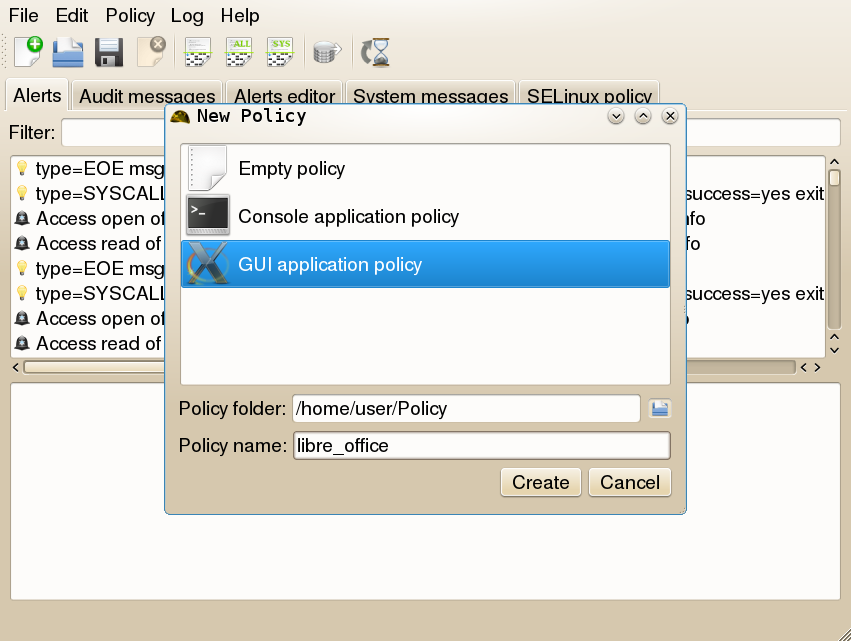 File Edit Policy Log Help
ALL SYS
Alerts Audit messages Alerts editor System messages SELinux policy
New Policy
Filter:
type=EOE msg
type=SYSCALL success=yes exit
Access open of nfo
Access read of fo
type=EOE msg
type=SYSCALL success=yes exit
Access open of
Access read of
Empty policy
>_
Console application policy
GUI application policy
Policy folder: /home/user/Policy
Policy name: libre_office
Create Cancel